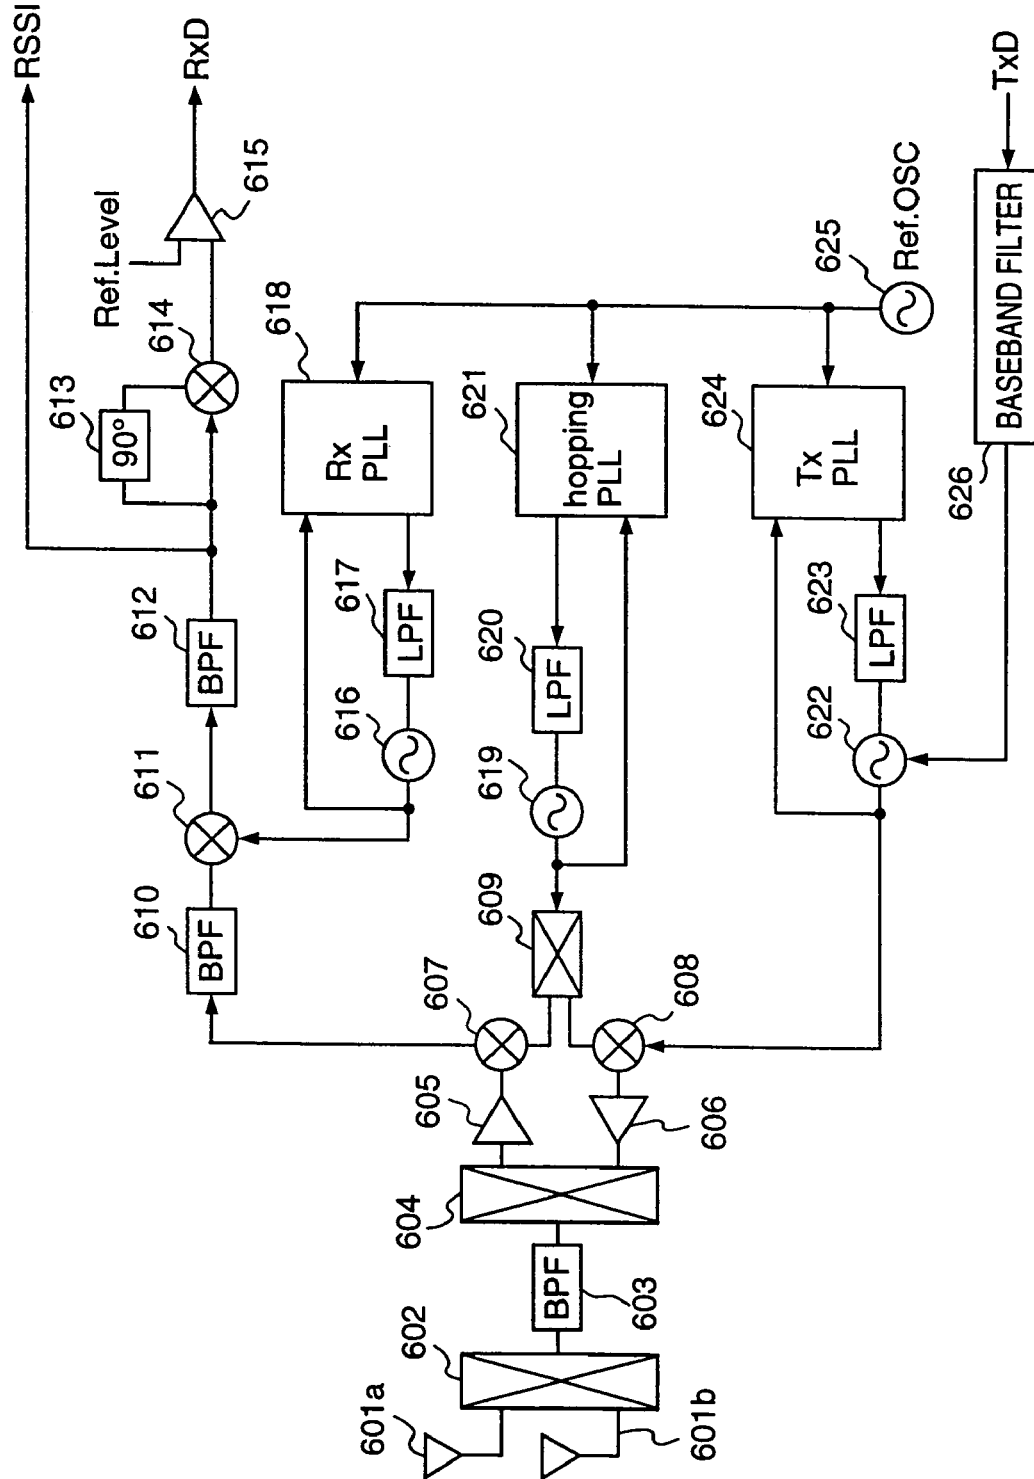 RSSI
RxD
Ref.Level
615
614
613
90°
612
BPF
611
610
BPF
618
Rx
PLL
617
LPF
616
621
hopping
PLL
620
LPF
619
609
607
608
605
606
604
BPF
603
602
601a
601b
624
Tx
PLL
623
LPF
622
625
Ref.OSC
TxD
BASEBAND FILTER
626